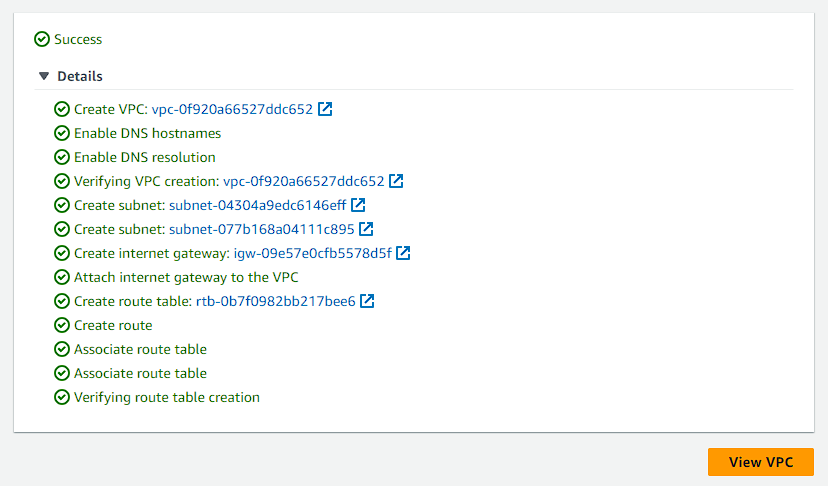 Success
Details
Create VPC: vpc-0f920a66527ddc652
Enable DNS hostnames
Enable DNS resolution
Verifying VPC creation: vpc-0f920a66527ddc652
Create subnet: subnet-04304a9edc6146eff
Create subnet: subnet-077b168a04111c895
Create internet gateway: igw-09e57e0cfb5578d5f
Attach internet gateway to the VPC
Create route table: rtb-0b7f0982bb217bee6
Create route
Associate route table
Associate route table
Verifying route table creation
View VPC